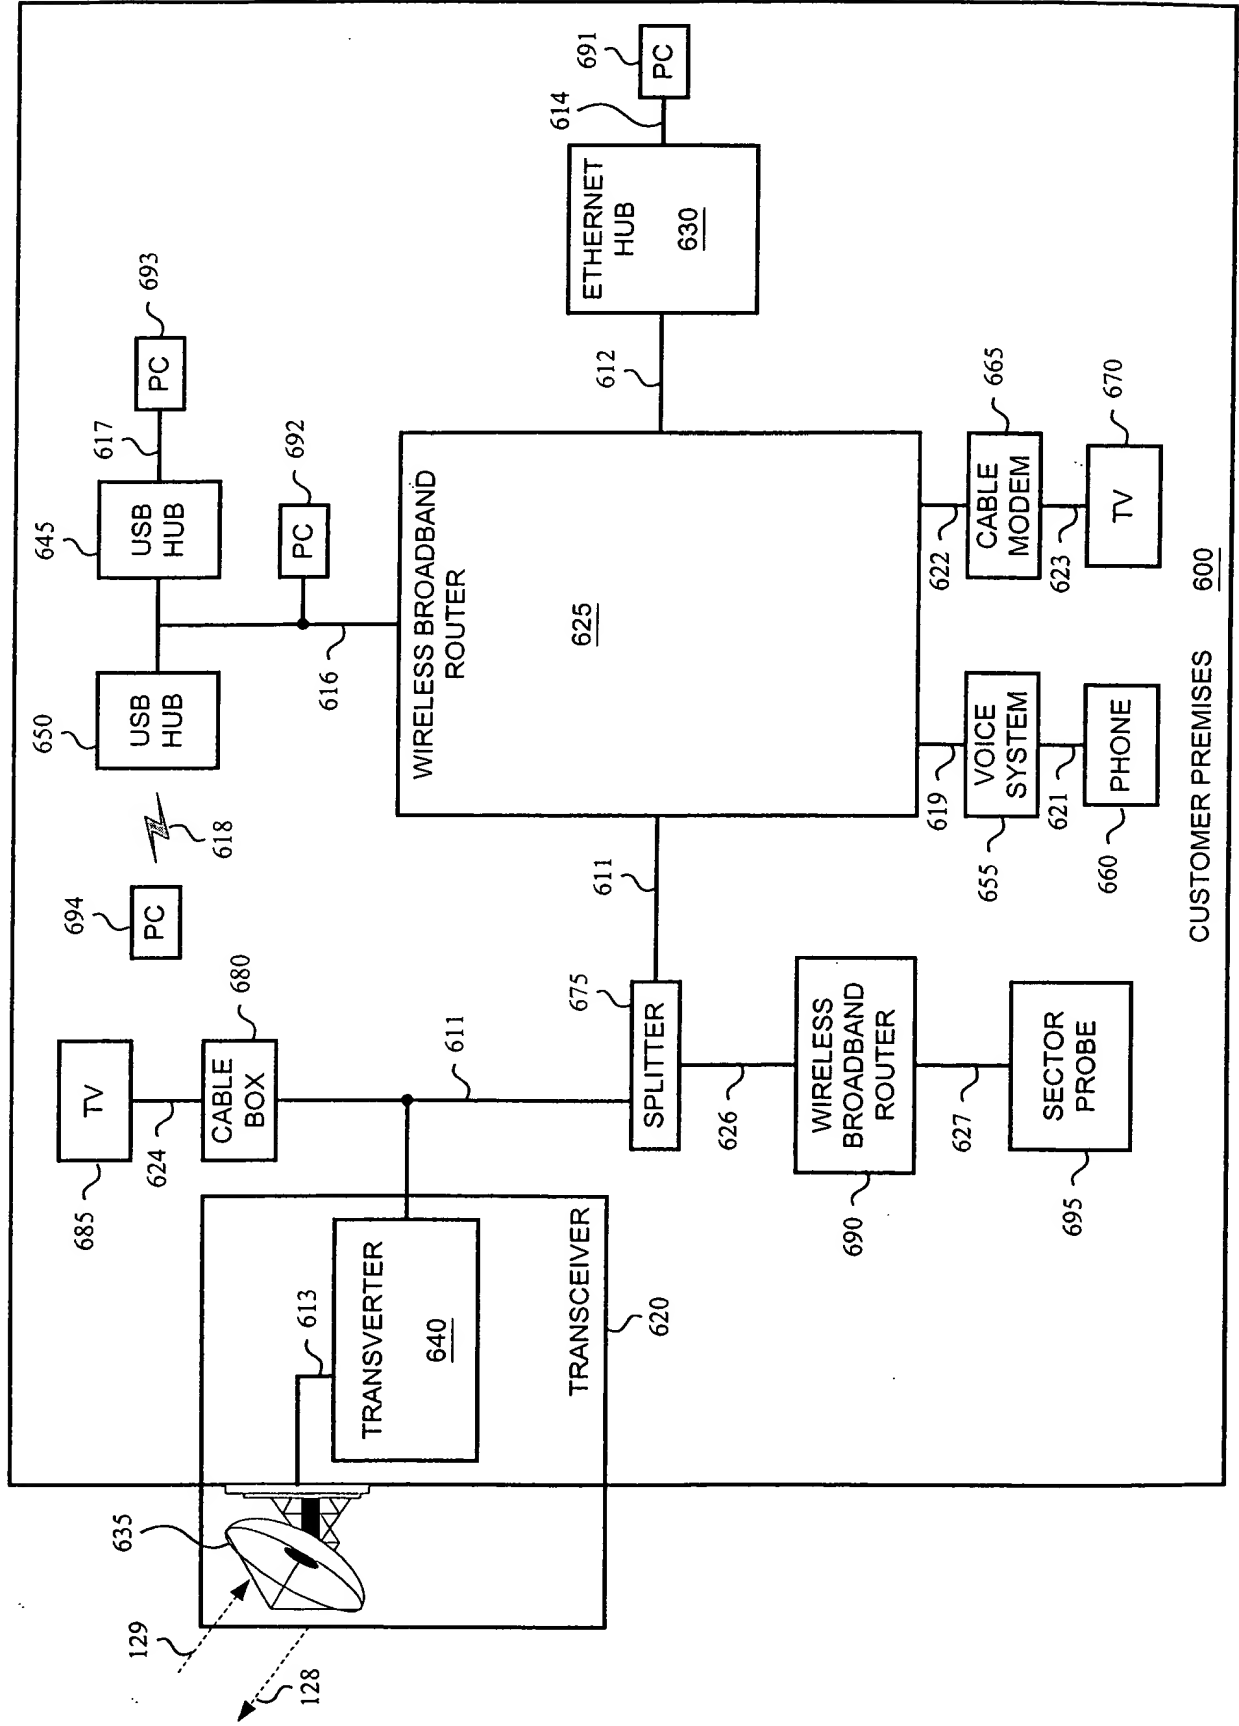 129
128
635
TRANSCEIVER
620
613
TRANSVERTER
640
685
TV
624
CABLE
BOX
680
611
694
PC
618
650
USB
HUB
645
USB
HUB
617
PC
693
PC
692
616
SPLITTER
675
611
626
WIRELESS
BROADBAND
ROUTER
690
627
SECTOR
PROBE
695
WIRELESS BROADBAND
ROUTER
625
612
ETHERNET
HUB
630
614
PC
691
619
VOICE
SYSTEM
655
621
PHONE
660
622
CABLE
MODEM
665
623
TV
670
CUSTOMER PREMISES 600